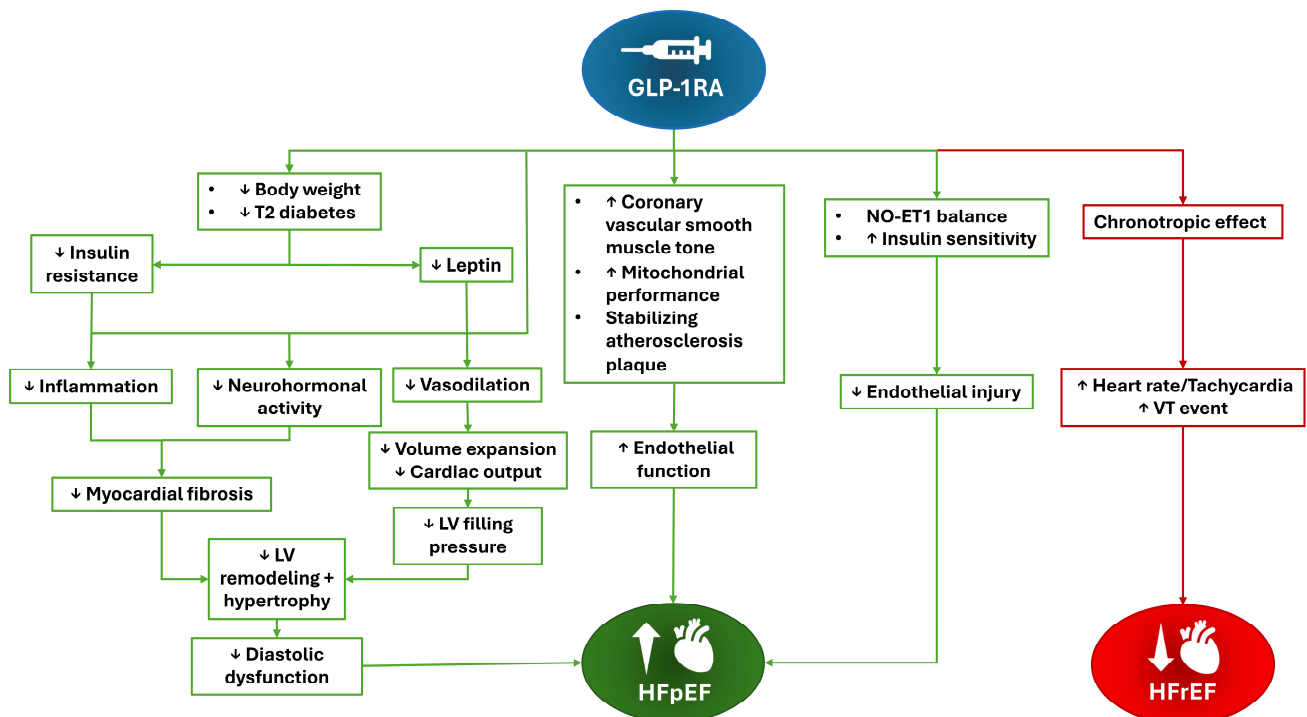 GLP-1RA
• ↓ Body weight
• ↓ T2 diabetes
↓ Insulin
resistance
↓ Leptin
• ↑ Coronary
vascular smooth
muscle tone
• ↑ Mitochondrial
performance
• Stabilizing
atherosclerosis
plaque
• NO-ET1 balance
• ↑ Insulin sensitivity
Chronotropic effect
↓ Inflammation
↓ Neurohormonal
activity
↓ Vasodilation
↓ Endothelial injury
↑ Heart rate/Tachycardia
↑ VT event
↓ Volume expansion
↓ Cardiac output
↑ Endothelial
function
↓ Myocardial fibrosis
↓ LV filling
pressure
↓ LV
remodeling +
hypertrophy
↓ Diastolic
dysfunction
HFpEF
HFrEF